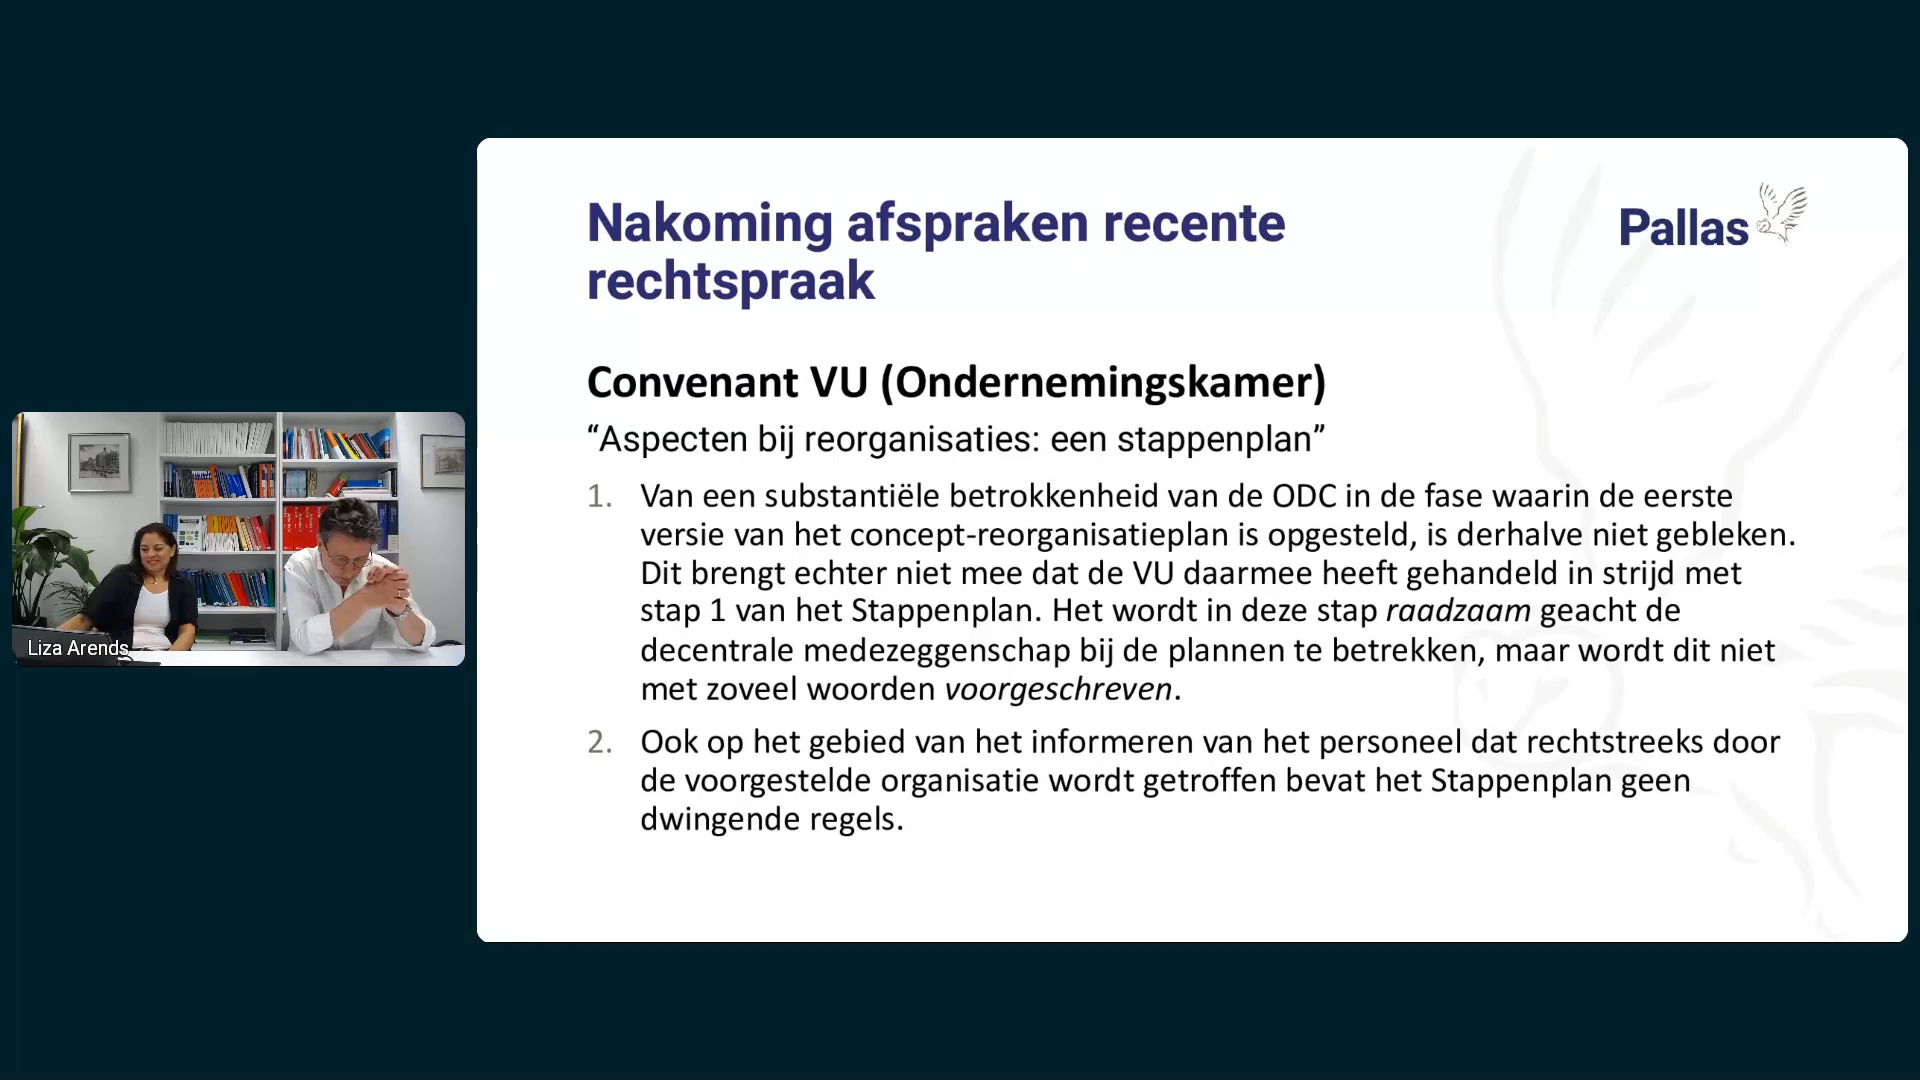 Nakoming afspraken recente
rechtspraak
Pallas
Convenant VU (Ondernemingskamer)
“Aspecten bij reorganisaties: een stappenplan”
1. Van een substantiële betrokkenheid van de ODC in de fase waarin de eerste
versie van het concept-reorganisatieplan is opgesteld, is derhalve niet gebleken.
Dit brengt echter niet mee dat de VU daarmee heeft gehandeld in strijd met
stap 1 van het Stappenplan. Het wordt in deze stap raadzaam geacht de
decentrale medezeggenschap bij de plannen te betrekken, maar wordt dit niet
met zoveel woorden voorgeschreven.
2. Ook op het gebied van het informeren van het personeel dat rechtstreeks door
de voorgestelde organisatie wordt getroffen bevat het Stappenplan geen
dwingende regels.
Liza Arends